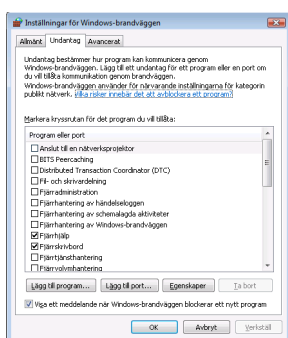 Inställningar för Windows-brandväggen
Allmänt Undantag Avancerat
Undantag bestämmer hur program kan kommunicera genom
Windows-brandväggen. Lägg till ett undantag för ett program eller en port om
du vill tillåta kommunikation genom brandväggen.
Windows-brandväggen använder för närvarande inställningarna för kategorin
publikt nätverk. Vilka risker innebär det att avblockera ett program?
Markera kryssrutan för det program du vill tillåta:
Program eller port
Anslut till en nätverksprojektor
BITS Peercaching
Distributed Transaction Coordinator (DTC)
Fil- och skrivardelning
Fjärradministration
Fjärrhantering av händelseloggen
Fjärrhantering av schemalagda aktiviteter
Fjärrhantering av Windows-brandväggen
Fjärrhjälp
Fjärrskrivbord
Fjärrtjänsthantering
Fjärrvolymhantering
Lägg till program... Lägg till port... Egenskaper Ta bort
Visa ett meddelande när Windows-brandväggen blockerar ett nytt program
OK Avbryt Verkställ